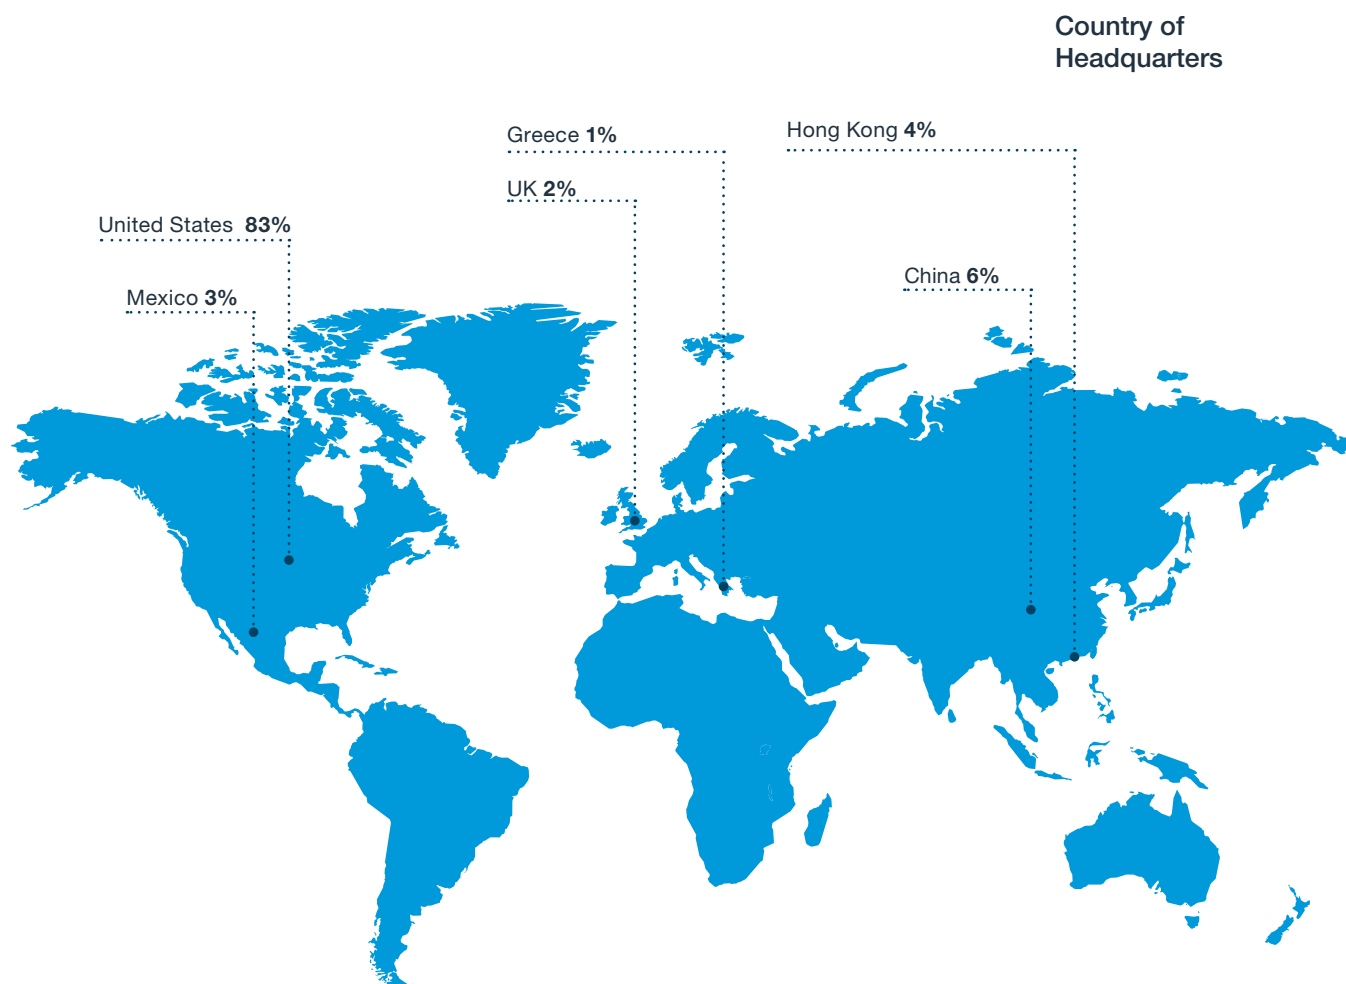 Country of
Headquarters
Greece 1%
Hong Kong 4%
UK 2%
United States 83%
China 6%
Mexico 3%